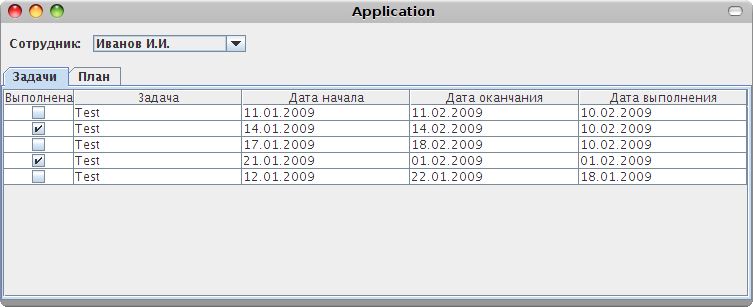 Application
Сотрудник: Иванов И.И.
Задачи План
Выполнена Задача Дата начала Дата оканчания Дата выполнения
Test 11.01.2009 11.02.2009 10.02.2009
Test 14.01.2009 14.02.2009 10.02.2009
Test 17.01.2009 18.02.2009 10.02.2009
Test 21.01.2009 01.02.2009 01.02.2009
Test 12.01.2009 22.01.2009 18.01.2009